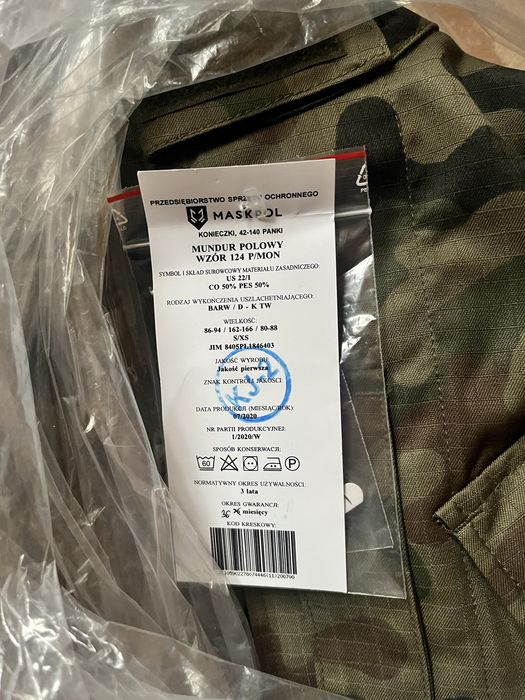 PRZEDSIĘBIORSTWO SPRZĘTU OCHRONNEGO
MASKPOL
KONIECZKI, 42-140 PANKI
MUNDUR POLOWY
WZÓR 124 P/MON
SYMBOL I SKŁAD SUROWCOWY MATERIAŁU ZASADNICZEGO:
US 22/1
CO 50% PES 50%
RODZAJ WYKOŃCZENIA USZLACHETNIAJĄCEGO:
BARW / D - K TW
WIELKOŚĆ:
86-94 / 162-166 / 80-88
S/XS
JIM 8405PL1846403
JAKOŚĆ WYROBU
Jakość pierwsza
ZNAK KONTROLI JAKOŚCI:
KJ-2
DATA PRODUKCJI (MIESIĄC/ROK):
07/2020
NR PARTII PRODUKCYJNEJ:
1/2020/W
SPOSÓB KONSERWACJI:
60 P
NORMATYWNY OKRES UŻYWALNOŚCI:
3 lata
OKRES GWARANCJI:
36 miesięcy
KOD KRESKOWY: